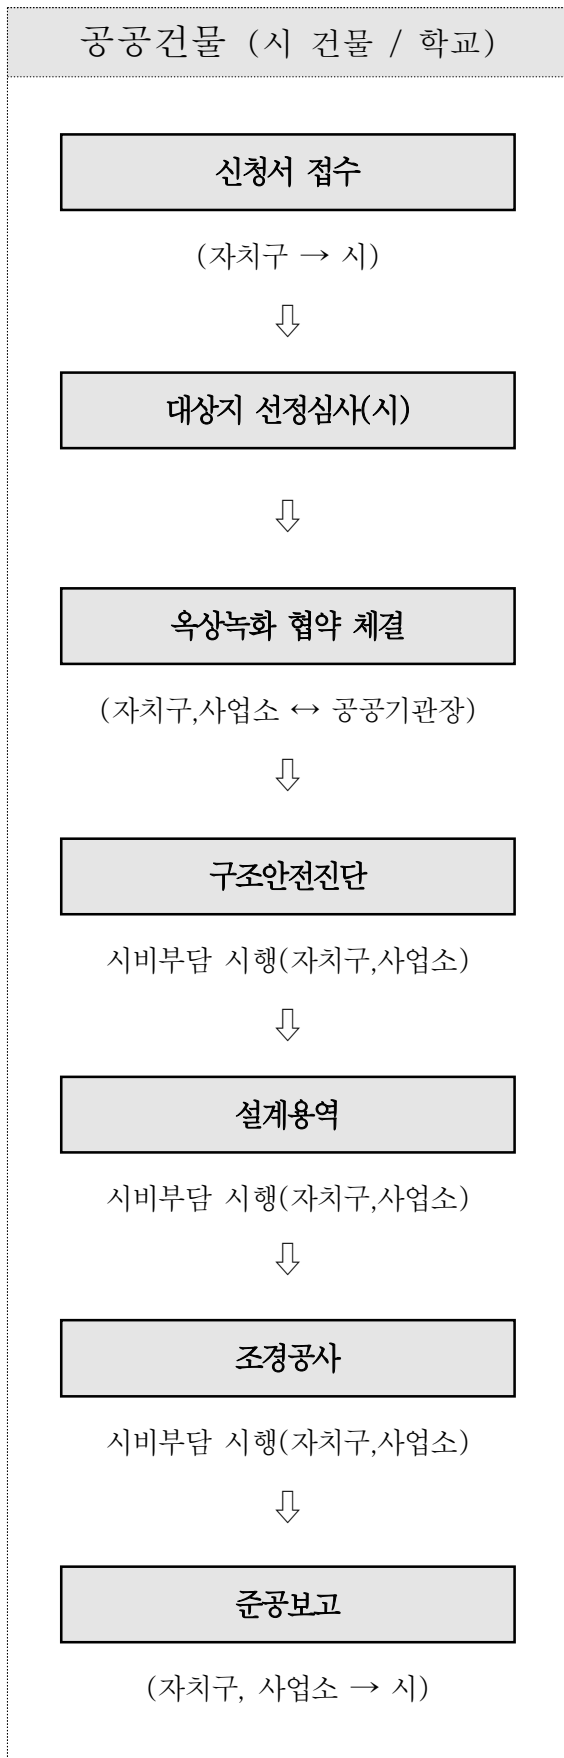 공공건물 (시 건물 / 학교)
신청서 접수
(자치구 → 시)
⇩
대상지 선정심사(시)
⇩
옥상녹화 협약 체결
(자치구,사업소 ↔ 공공기관장)
⇩
구조안전진단
시비부담 시행(자치구,사업소)
⇩
설계용역
시비부담 시행(자치구,사업소)
⇩
조경공사
시비부담 시행(자치구,사업소)
⇩
준공보고
(자치구, 사업소 → 시)